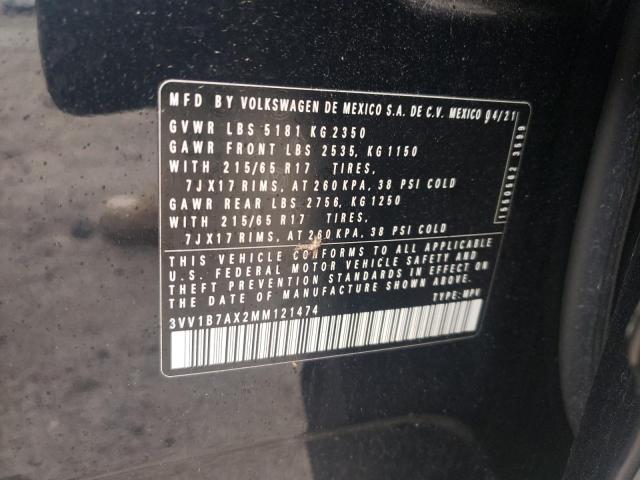 MFD BY VOLKSWAGEN DE MEXICO S.A. DE C.V. MEXICO 04/21
GVWR LBS 5181 KG 2350
GAWR FRONT LBS 2535, KG 1150
WITH 215/65 R17 TIRES,
7JX17 RIMS, AT 260 KPA, 38 PSI COLD
GAWR REAR LBS 2756, KG 1250
WITH 215/65 R17 TIRES,
7JX17 RIMS, AT 260 KPA, 38 PSI COLD
THIS VEHICLE CONFORMS TO ALL APPLICABLE
U.S. FEDERAL MOTOR VEHICLE SAFETY AND
THEFT PREVENTION STANDARDS IN EFFECT ON
THE DATE OF MANUFACTURE SHOWN ABOVE.
3VV1B7AX2MM121474
TYPE: MPV